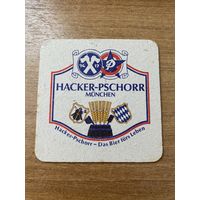 HACKER-PSCHORR
MÜNCHEN
Hacker-Pschorr – Das Bier fürs Leben